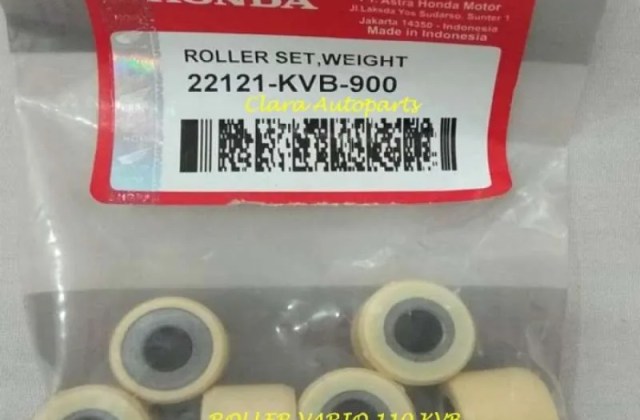 HONDA
PT. Astra Honda Motor
Jl.Laksda Yos Sudarso, Sunter 1
Jakarta 14350 - Indonesia
Made in Indonesia
ROLLER SET,WEIGHT
22121-KVB-900
Clara Autoparts
ROLLER VARIO 110 KVB